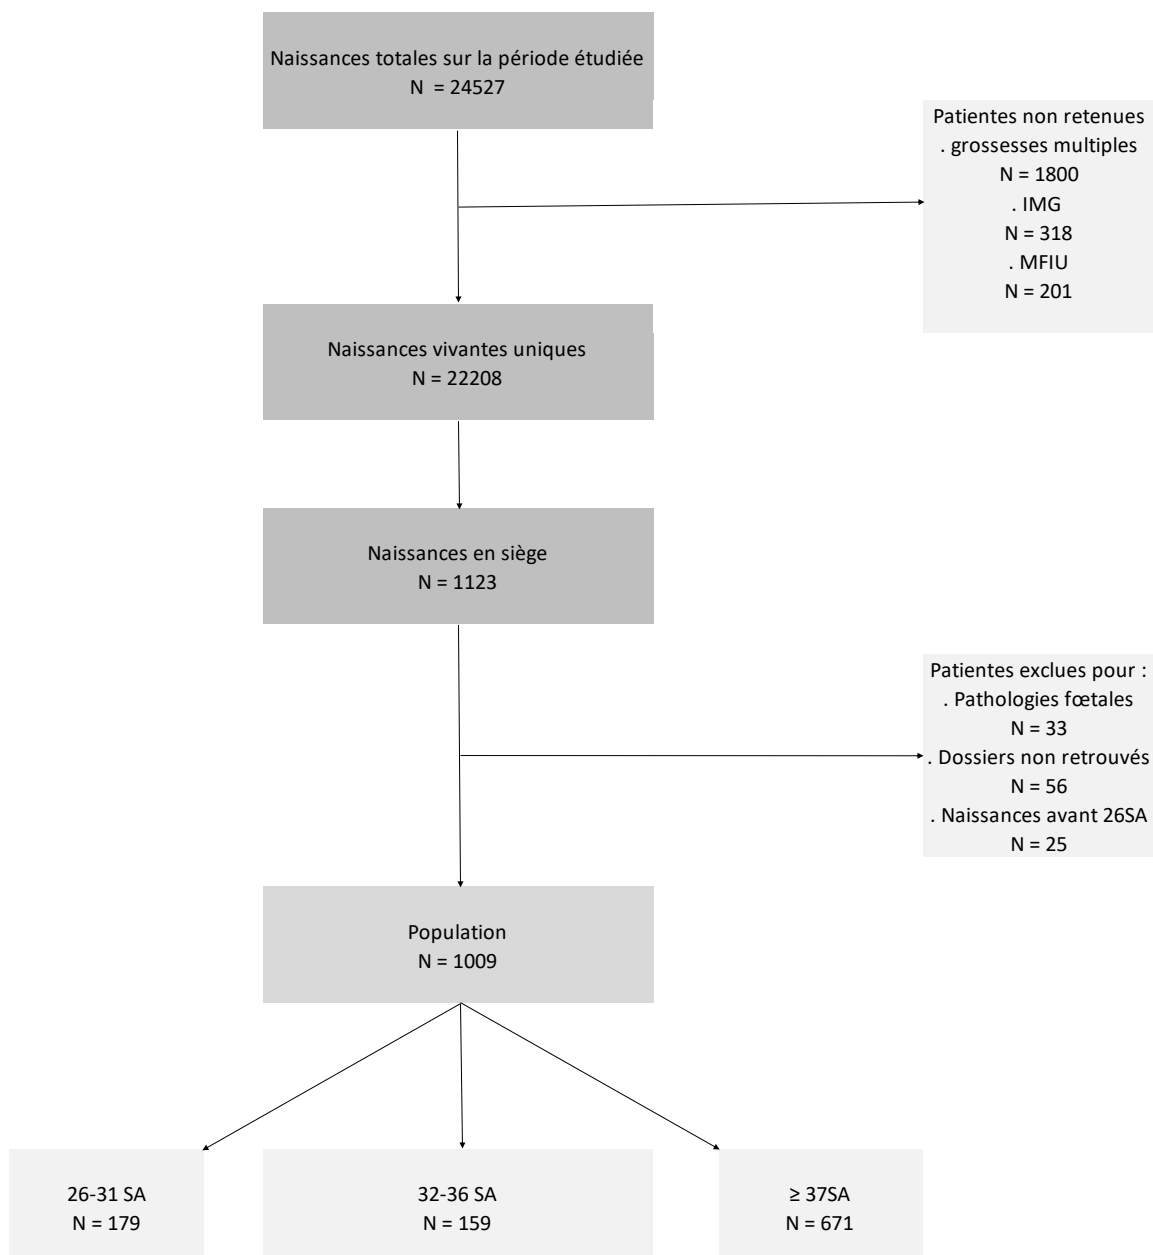 Naissances totales sur la période étudiée
N = 24527
Patientes non retenues
. grossesses multiples
N = 1800
. IMG
N = 318
. MFIU
N = 201
Naissances vivantes uniques
N = 22208
Naissances en siège
N = 1123
Patientes exclues pour :
. Pathologies fœtales
N = 33
. Dossiers non retrouvés
N = 56
. Naissances avant 26SA
N = 25
Population
N = 1009
26-31 SA
N = 179
32-36 SA
N = 159
≥ 37SA
N = 671